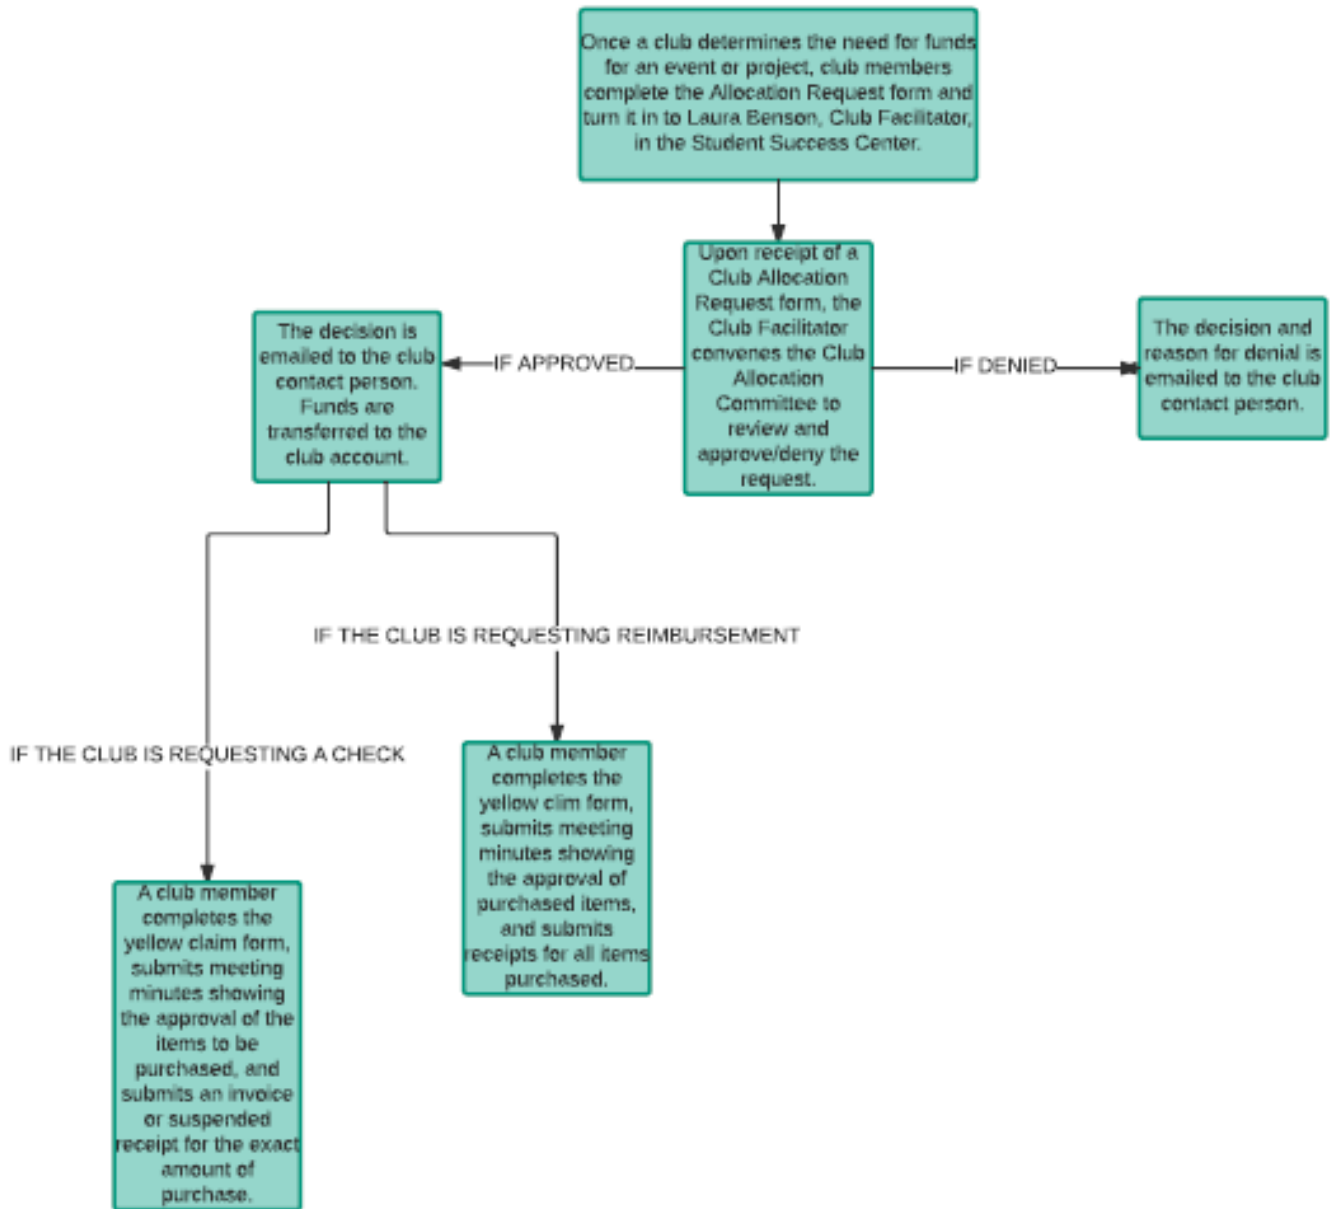 Once a club determines the need for funds
for an event or project, club members
complete the Allocation Request form and
turn it in to Laura Benson, Club Facilitator,
in the Student Success Center.
Upon receipt of a
Club Allocation
Request form, the
Club Facilitator
convenes the Club
Allocation
Committee to
review and
approve/deny the
request.
IF APPROVED
The decision is
emailed to the club
contact person.
Funds are
transferred to the
club account.
IF DENIED
The decision and
reason for denial is
emailed to the club
contact person.
IF THE CLUB IS REQUESTING REIMBURSEMENT
A club member
completes the
yellow clim form,
submits meeting
minutes showing
the approval of
purchased items,
and submits
receipts for all items
purchased.
IF THE CLUB IS REQUESTING A CHECK
A club member
completes the
yellow claim form,
submits meeting
minutes showing
the approval of the
items to be
purchased, and
submits an invoice
or suspended
receipt for the exact
amount of
purchase.